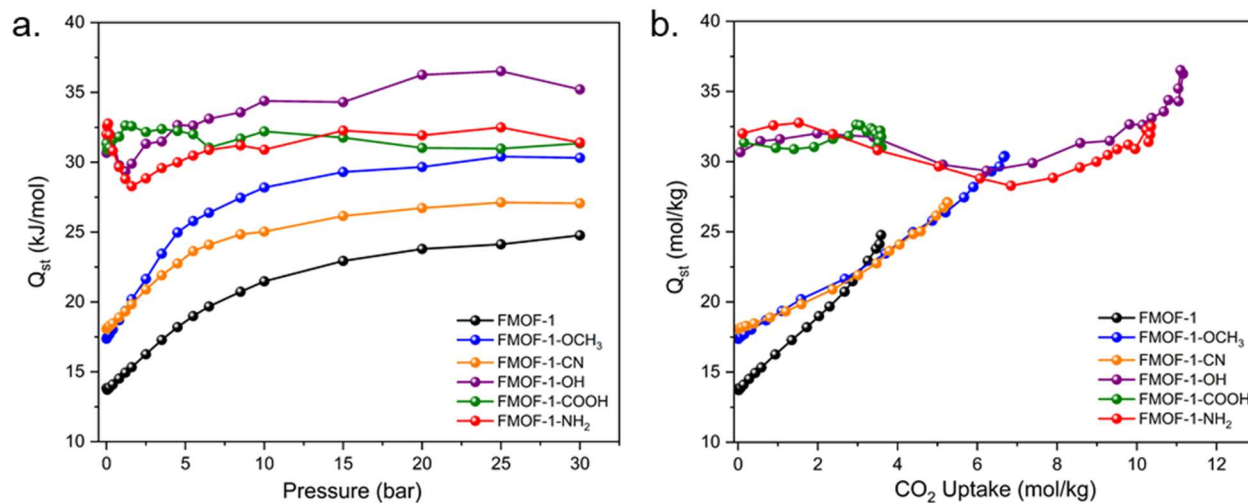 a.
40
35
30
25
20
15
10
Q_st (kJ/mol)
0 5 10 15 20 25 30
Pressure (bar)
FMOF-1
FMOF-1-OCH₃
FMOF-1-CN
FMOF-1-OH
FMOF-1-COOH
FMOF-1-NH₂
b.
40
35
30
25
20
15
10
Q_st (mol/kg)
0 2 4 6 8 10 12
CO₂ Uptake (mol/kg)
FMOF-1
FMOF-1-OCH₃
FMOF-1-CN
FMOF-1-OH
FMOF-1-COOH
FMOF-1-NH₂